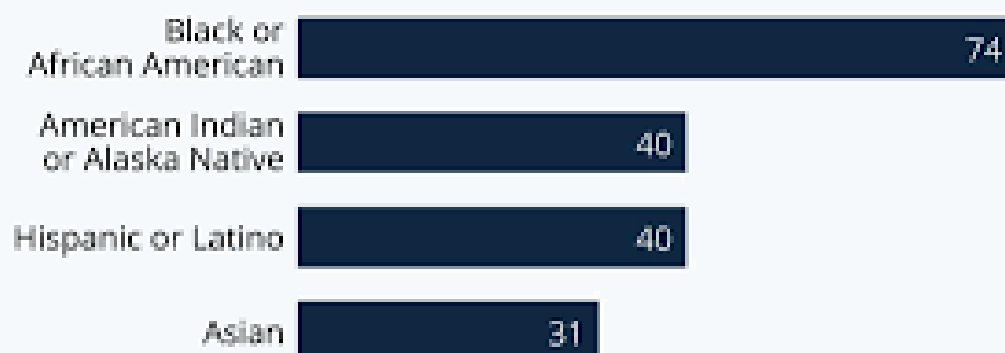 Black or
African American
74
American Indian
or Alaska Native
40
Hispanic or Latino
40
Asian
31